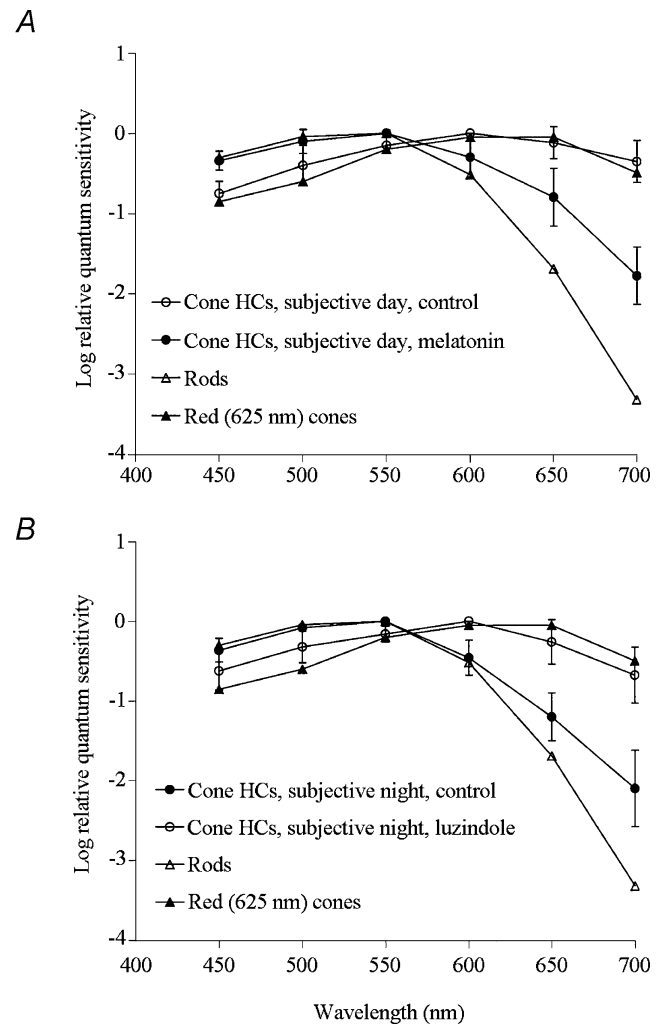 A
Log relative quantum sensitivity
1
0
-1
-2
-3
-4
Cone HCs, subjective day, control
Cone HCs, subjective day, melatonin
Rods
Red (625 nm) cones
400 450 500 550 600 650 700
B
Log relative quantum sensitivity
1
0
-1
-2
-3
-4
Cone HCs, subjective night, control
Cone HCs, subjective night, luzindole
Rods
Red (625 nm) cones
400 450 500 550 600 650 700
Wavelength (nm)